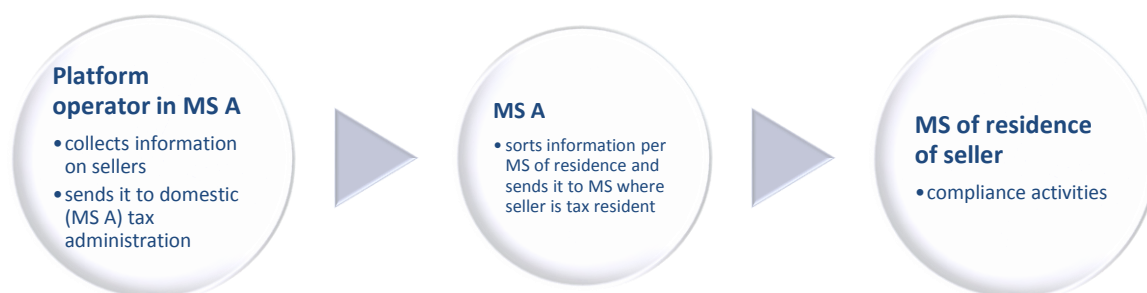 Platform
operator in MS A
•collects information
on sellers
•sends it to domestic
(MS A) tax
administration
MS A
•sorts information per
MS of residence and
sends it to MS where
seller is tax resident
MS of residence
of seller
•compliance activities